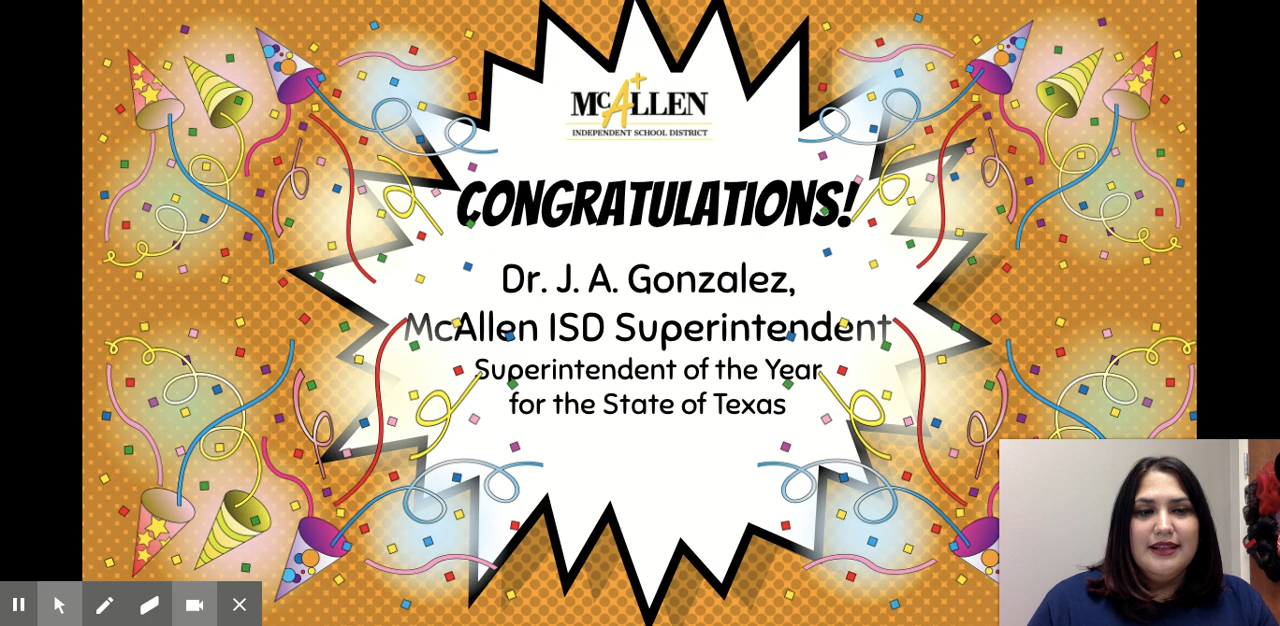 McALLEN
INDEPENDENT SCHOOL DISTRICT
CONGRATULATIONS!
Dr. J. A. Gonzalez,
McAllen ISD Superintendent
Superintendent of the Year
for the State of Texas